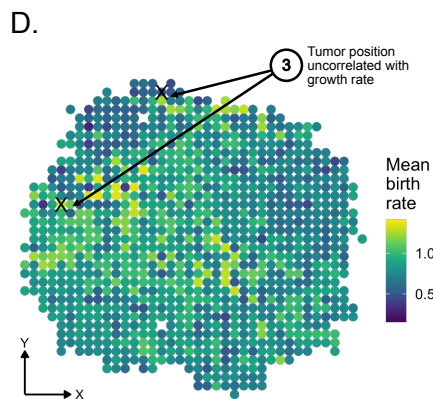 D.
3
Tumor position
uncorrelated with
growth rate
X
X
Mean
birth
rate
1.0
0.5
Y
X